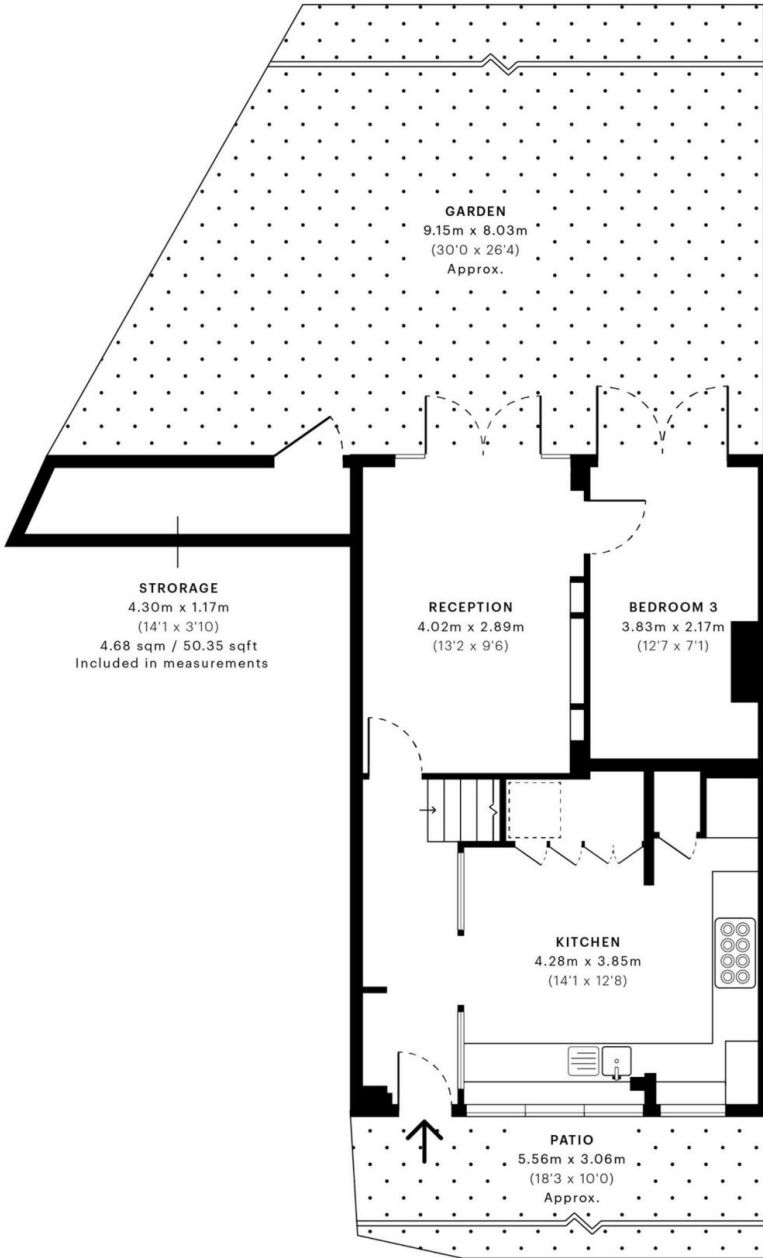 GARDEN
9.15m x 8.03m
(30'0 x 26'4)
Approx.
STRORAGE
4.30m x 1.17m
(14'1 x 3'10)
4.68 sqm / 50.35 sqft
Included in measurements
RECEPTION
4.02m x 2.89m
(13'2 x 9'6)
BEDROOM 3
3.83m x 2.17m
(12'7 x 7'1)
KITCHEN
4.28m x 3.85m
(14'1 x 12'8)
PATIO
5.56m x 3.06m
(18'3 x 10'0)
Approx.